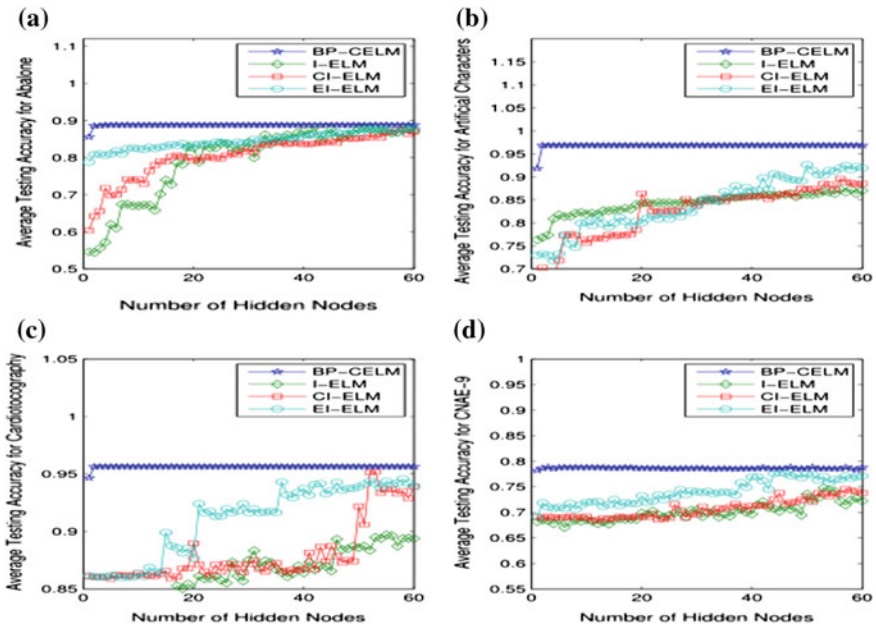 (a)
Average Testing Accuracy for Abalone
1.1
1
0.9
0.8
0.7
0.6
0.5
0
20
40
60
Number of Hidden Nodes
BP-CELM
I-ELM
CI-ELM
EI-ELM
(b)
Average Testing Accuracy for Artificial Characters
1.15
1.1
1.05
1
0.95
0.9
0.85
0.8
0.75
0.7
0
20
40
60
Number of Hidden Nodes
BP-CELM
I-ELM
CI-ELM
EI-ELM
(c)
Average Testing Accuracy for Cardiotocography
1.05
1
0.95
0.9
0.85
0
20
40
60
Number of Hidden Nodes
BP-CELM
I-ELM
CI-ELM
EI-ELM
(d)
Average Testing Accuracy for CNAE-9
1
0.95
0.9
0.85
0.8
0.75
0.7
0.65
0.6
0.55
0
20
40
60
Number of Hidden Nodes
BP-CELM
I-ELM
CI-ELM
EI-ELM